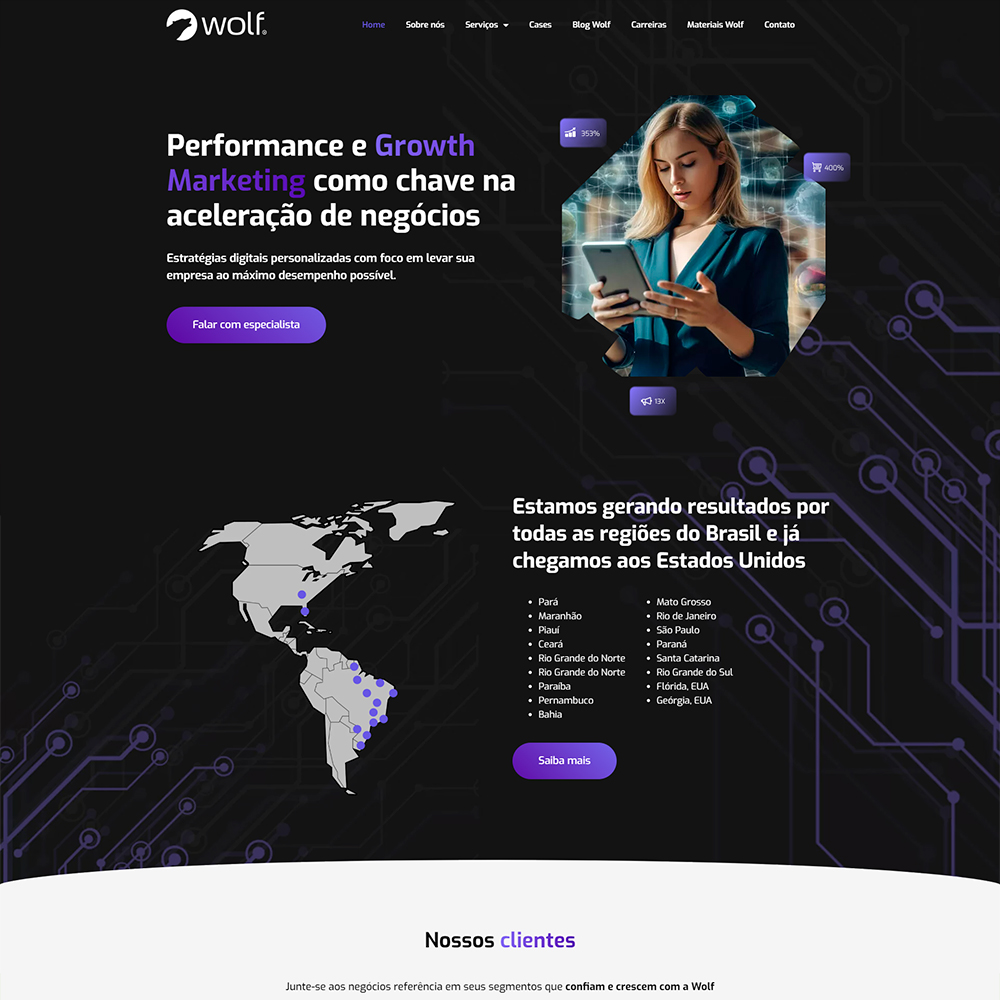 wolf.®
Home Sobre nós Serviços Cases Blog Wolf Carreiras Materiais Wolf Contato
Performance e Growth
Marketing como chave na
aceleração de negócios
Estratégias digitais personalizadas com foco em levar sua
empresa ao máximo desempenho possível.
Falar com especialista
353%
400%
13X
Estamos gerando resultados por
todas as regiões do Brasil e já
chegamos aos Estados Unidos
Pará
Maranhão
Piauí
Ceará
Rio Grande do Norte
Rio Grande do Norte
Paraíba
Pernambuco
Bahia
Mato Grosso
Rio de Janeiro
São Paulo
Paraná
Santa Catarina
Rio Grande do Sul
Flórida, EUA
Geórgia, EUA
Saiba mais
Nossos clientes
Junte-se aos negócios referência em seus segmentos que confiam e crescem com a Wolf